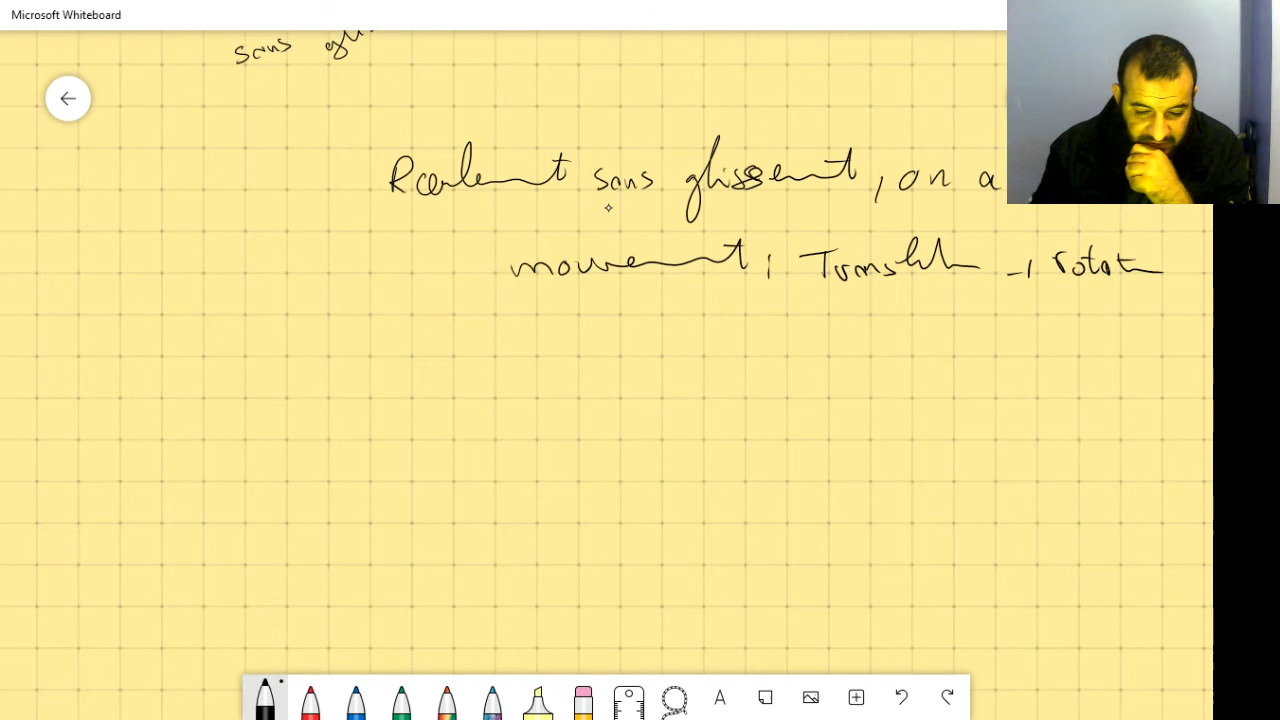 Microsoft Whiteboard
sans
Roulement sans glissement, on a
mouvement : Translation + rotation
A